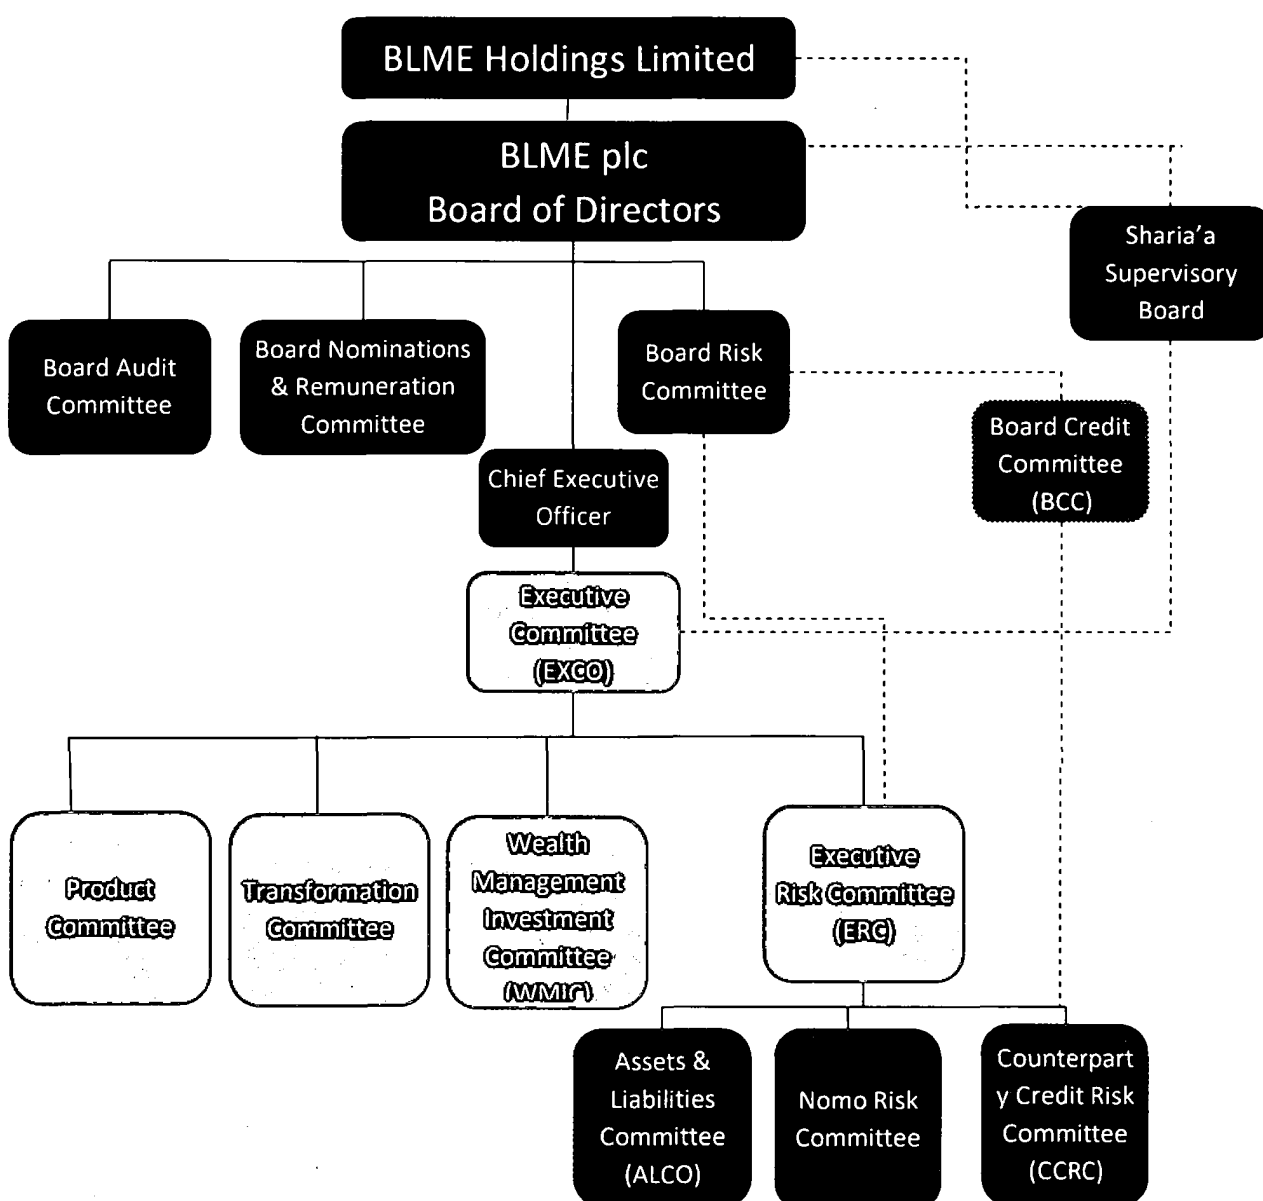 BLME Holdings Limited
BLME plc
Board of Directors
Sharia’a
Supervisory
Board
Board Audit
Committee
Board Nominations
& Remuneration
Committee
Board Risk
Committee
Board Credit
Committee
(BCC)
Chief Executive
Officer
Executive
Committee
(EXCO)
Product
Committee
Transformation
Committee
Wealth
Management
Investment
Committee
(WMIC)
Executive
Risk Committee
(ERC)
Assets &
Liabilities
Committee
(ALCO)
Nomo Risk
Committee
Counterpart
y Credit Risk
Committee
(CCRC)